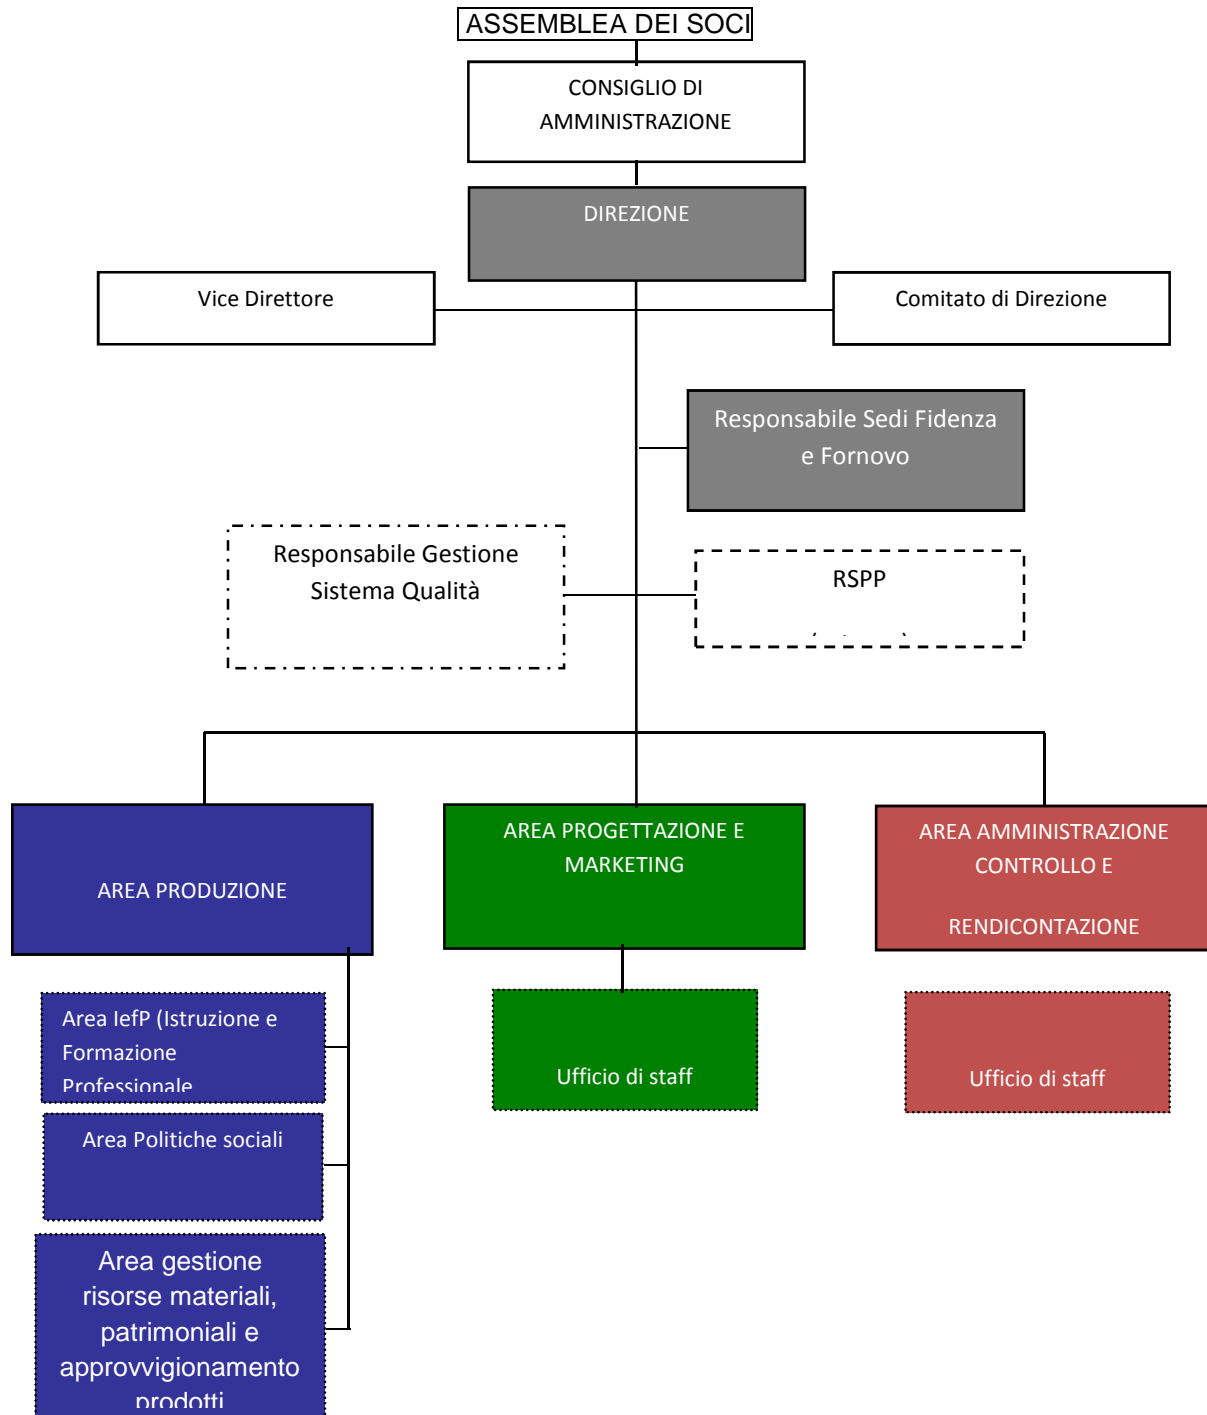 ASSEMBLEA DEI SOCI
CONSIGLIO DI
AMMINISTRAZIONE
DIREZIONE
Vice Direttore
Comitato di Direzione
Responsabile Sedi Fidenza
e Fornovo
Responsabile Gestione
Sistema Qualità
RSPP
AREA PRODUZIONE
AREA PROGETTAZIONE E
MARKETING
AREA AMMINISTRAZIONE
CONTROLLO E
RENDICONTAZIONE
Area IefP (Istruzione e
Formazione
Professionale
Ufficio di staff
Ufficio di staff
Area Politiche sociali
Area gestione
risorse materiali,
patrimoniali e
approvvigionamento
prodotti